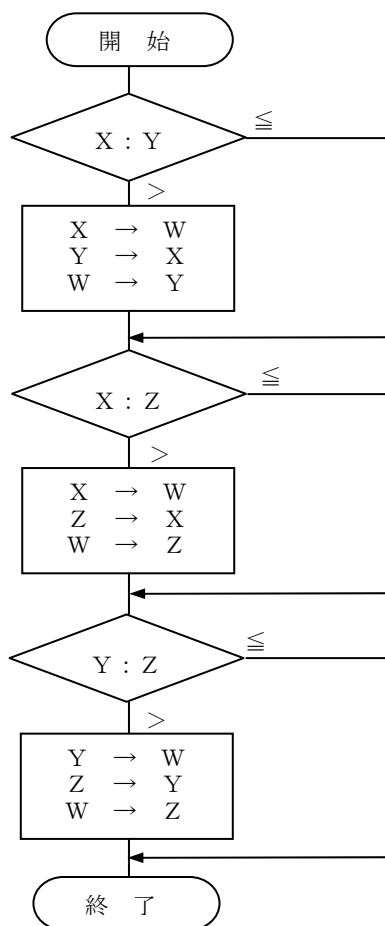 開 始
X : Y
≦
>
X → W
Y → X
W → Y
X : Z
≦
>
X → W
Z → X
W → Z
Y : Z
≦
>
Y → W
Z → Y
W → Z
終 了